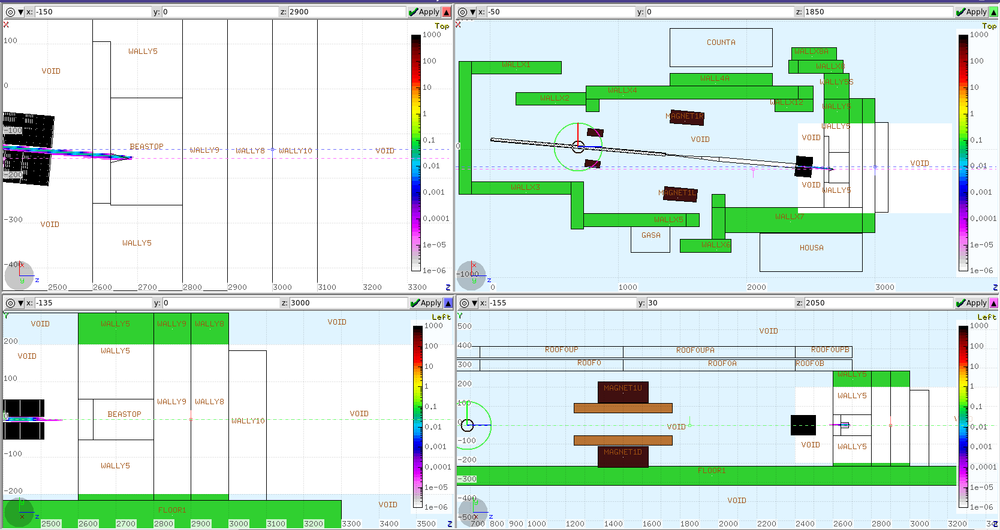 x: -150 y: 0 z: 2900 Apply
Top
X
100
0
-100
-200
-300
-400
VOID
WALLY5
BEASTOP
WALLY9
WALLY8
WALLY10
VOID
VOID
WALLY5
1000
100
10
1
0.1
0.01
0.001
0.0001
1e-05
1e-06
x
y
z
2500 2600 2700 2800 2900 3000 3100 3200 3300 Z
x: -50 y: 0 z: 1850 Apply
Top
X
COUNTA
WALLX8A
WALLX8
WALLX1
WALL4A
WALLY5S
WALLX4
WALLX2
WALLX12
WALLY5
MAGNET1R
WALLY5
VOID
VOID
0
VOID
VOID
WALLX3
MAGNET1L
WALLY5
WALLX5
WALLX7
GASA
WALLX6
HOUSA
-1000
1000
100
10
1
0.1
0.01
0.001
0.0001
1e-05
1e-06
x
y
z
0 1000 2000 3000 Z
x: -135 y: 0 z: 3000 Apply
Left
Y
VOID
WALLY5
WALLY9
WALLY8
VOID
200
WALLY5
VOID
100
WALLY9
WALLY8
BEASTOP
VOID
0
WALLY10
-100
WALLY5
-200
VOID
FLOOR1
1000
100
10
1
0.1
0.01
0.001
0.0001
1e-05
1e-06
y
x
z
2500 2600 2700 2800 2900 3000 3100 3200 3300 3400 3500 Z
x: -155 y: 30 z: 2050 Apply
Left
Y
500
VOID
400
ROOFOUP
ROOFOUPA
ROOFOUPB
300
ROOFO
ROOFOA
ROOFOB
WALLY5
200
MAGNET1U
WALLY5
100
0
VOID
-100
VOID
WALLY5
MAGNET1D
-200
FLOOR1
-300
-400
VOID
-500
1000
100
10
1
0.1
0.01
0.001
0.0001
1e-05
1e-06
y
x
z
700 800 900 1000 1200 1400 1600 1800 2000 2200 2400 2600 2800 3000 3200 Z